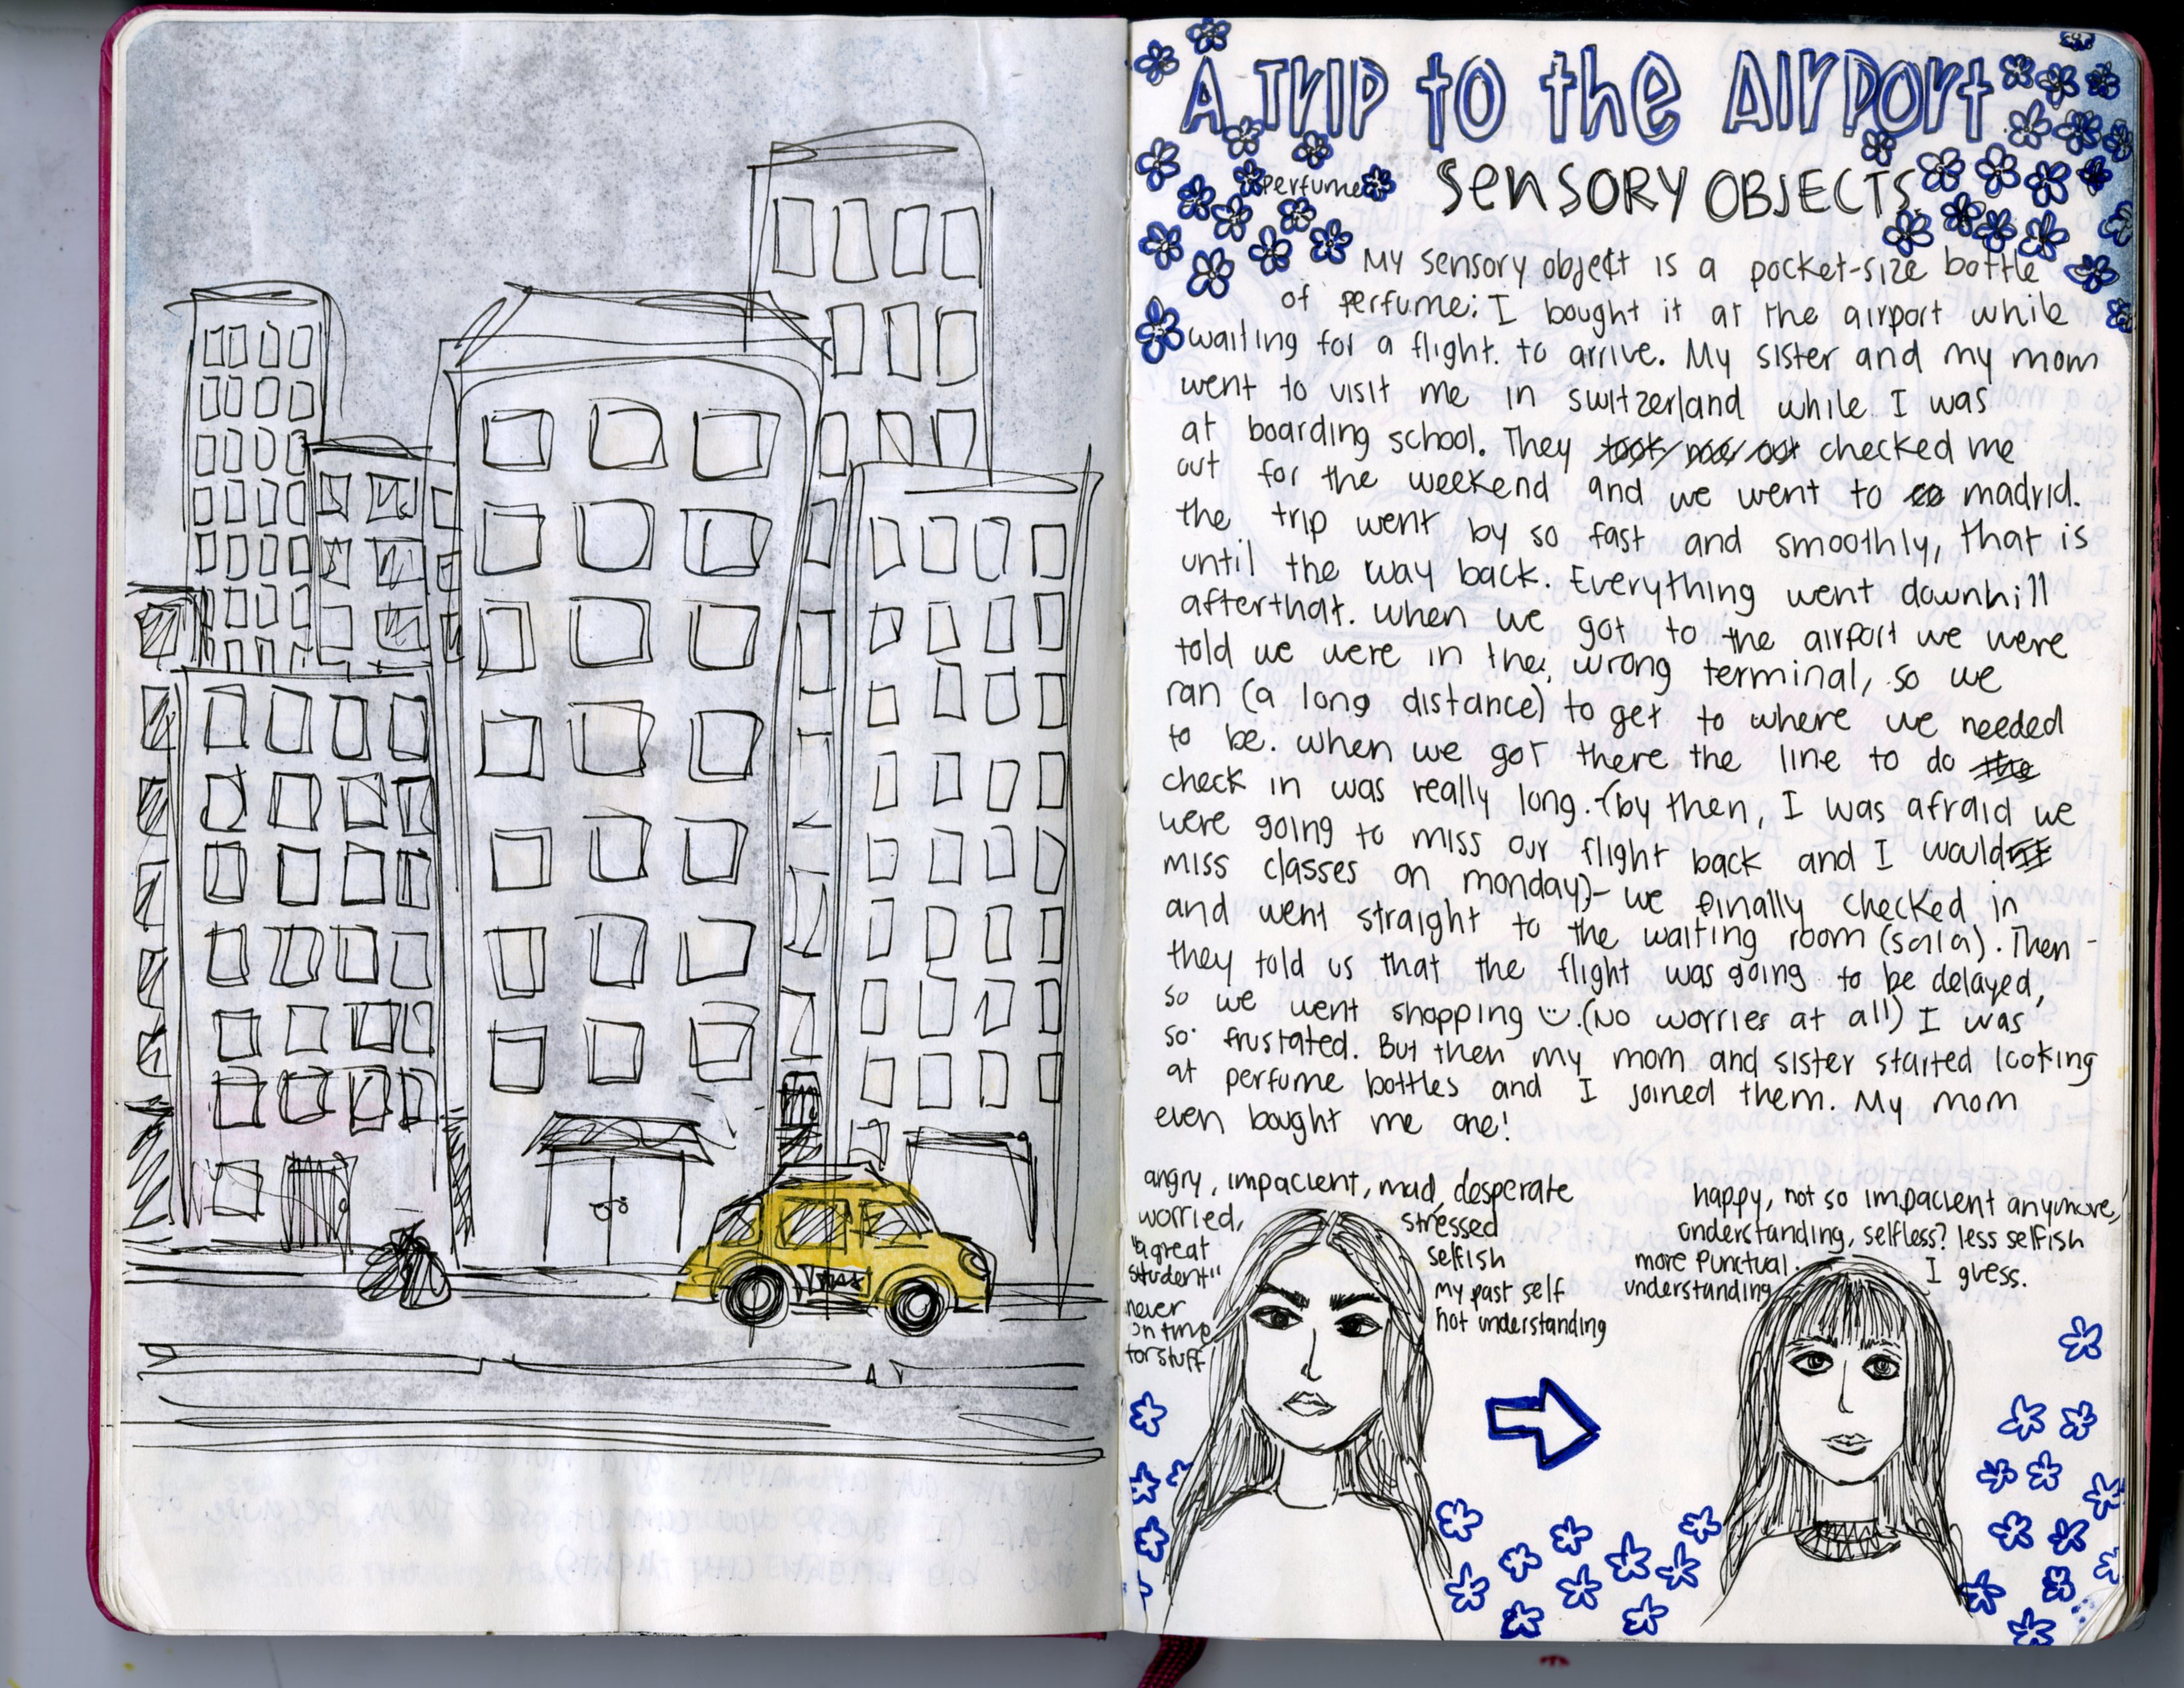 A TRIP to the AIRPORT
perfume
SENSORY OBJECTS
My sensory object is a pocket-size bottle
of perfume; I bought it at the airport while
waiting for a flight. to arrive. My sister and my mom
went to visit me in switzerland while I was
at boarding school. They took me out checked me
out for the weekend and we went to madrid.
the trip went by so fast and smoothly, that is
until the way back. Everything went downhill
afterthat. when we got to the airport we were
told we were in the wrong terminal, so we
ran (a long distance) to get to where we needed
to be. when we got there the line to do the
check in was really long. (by then, I was afraid we
were going to miss our flight back and I would
miss classes on monday)- we finally checked in
and went straight to the waiting room (sala). Then-
they told us that the flight was going to be delayed,
so we went shopping :). (No worries at all) I was
so frustated. But then my mom and sister started looking
at perfume bottles and I joined them. My mom
even bought me one!
angry, impacient, mad, desperate
worried,
"a great
student"
never
on time
for stuff
stressed
selfish
my past self
not understanding
happy, not so impacient anymore,
understanding, selfless? less selfish
more punctual. I guess.
understanding
TAXI